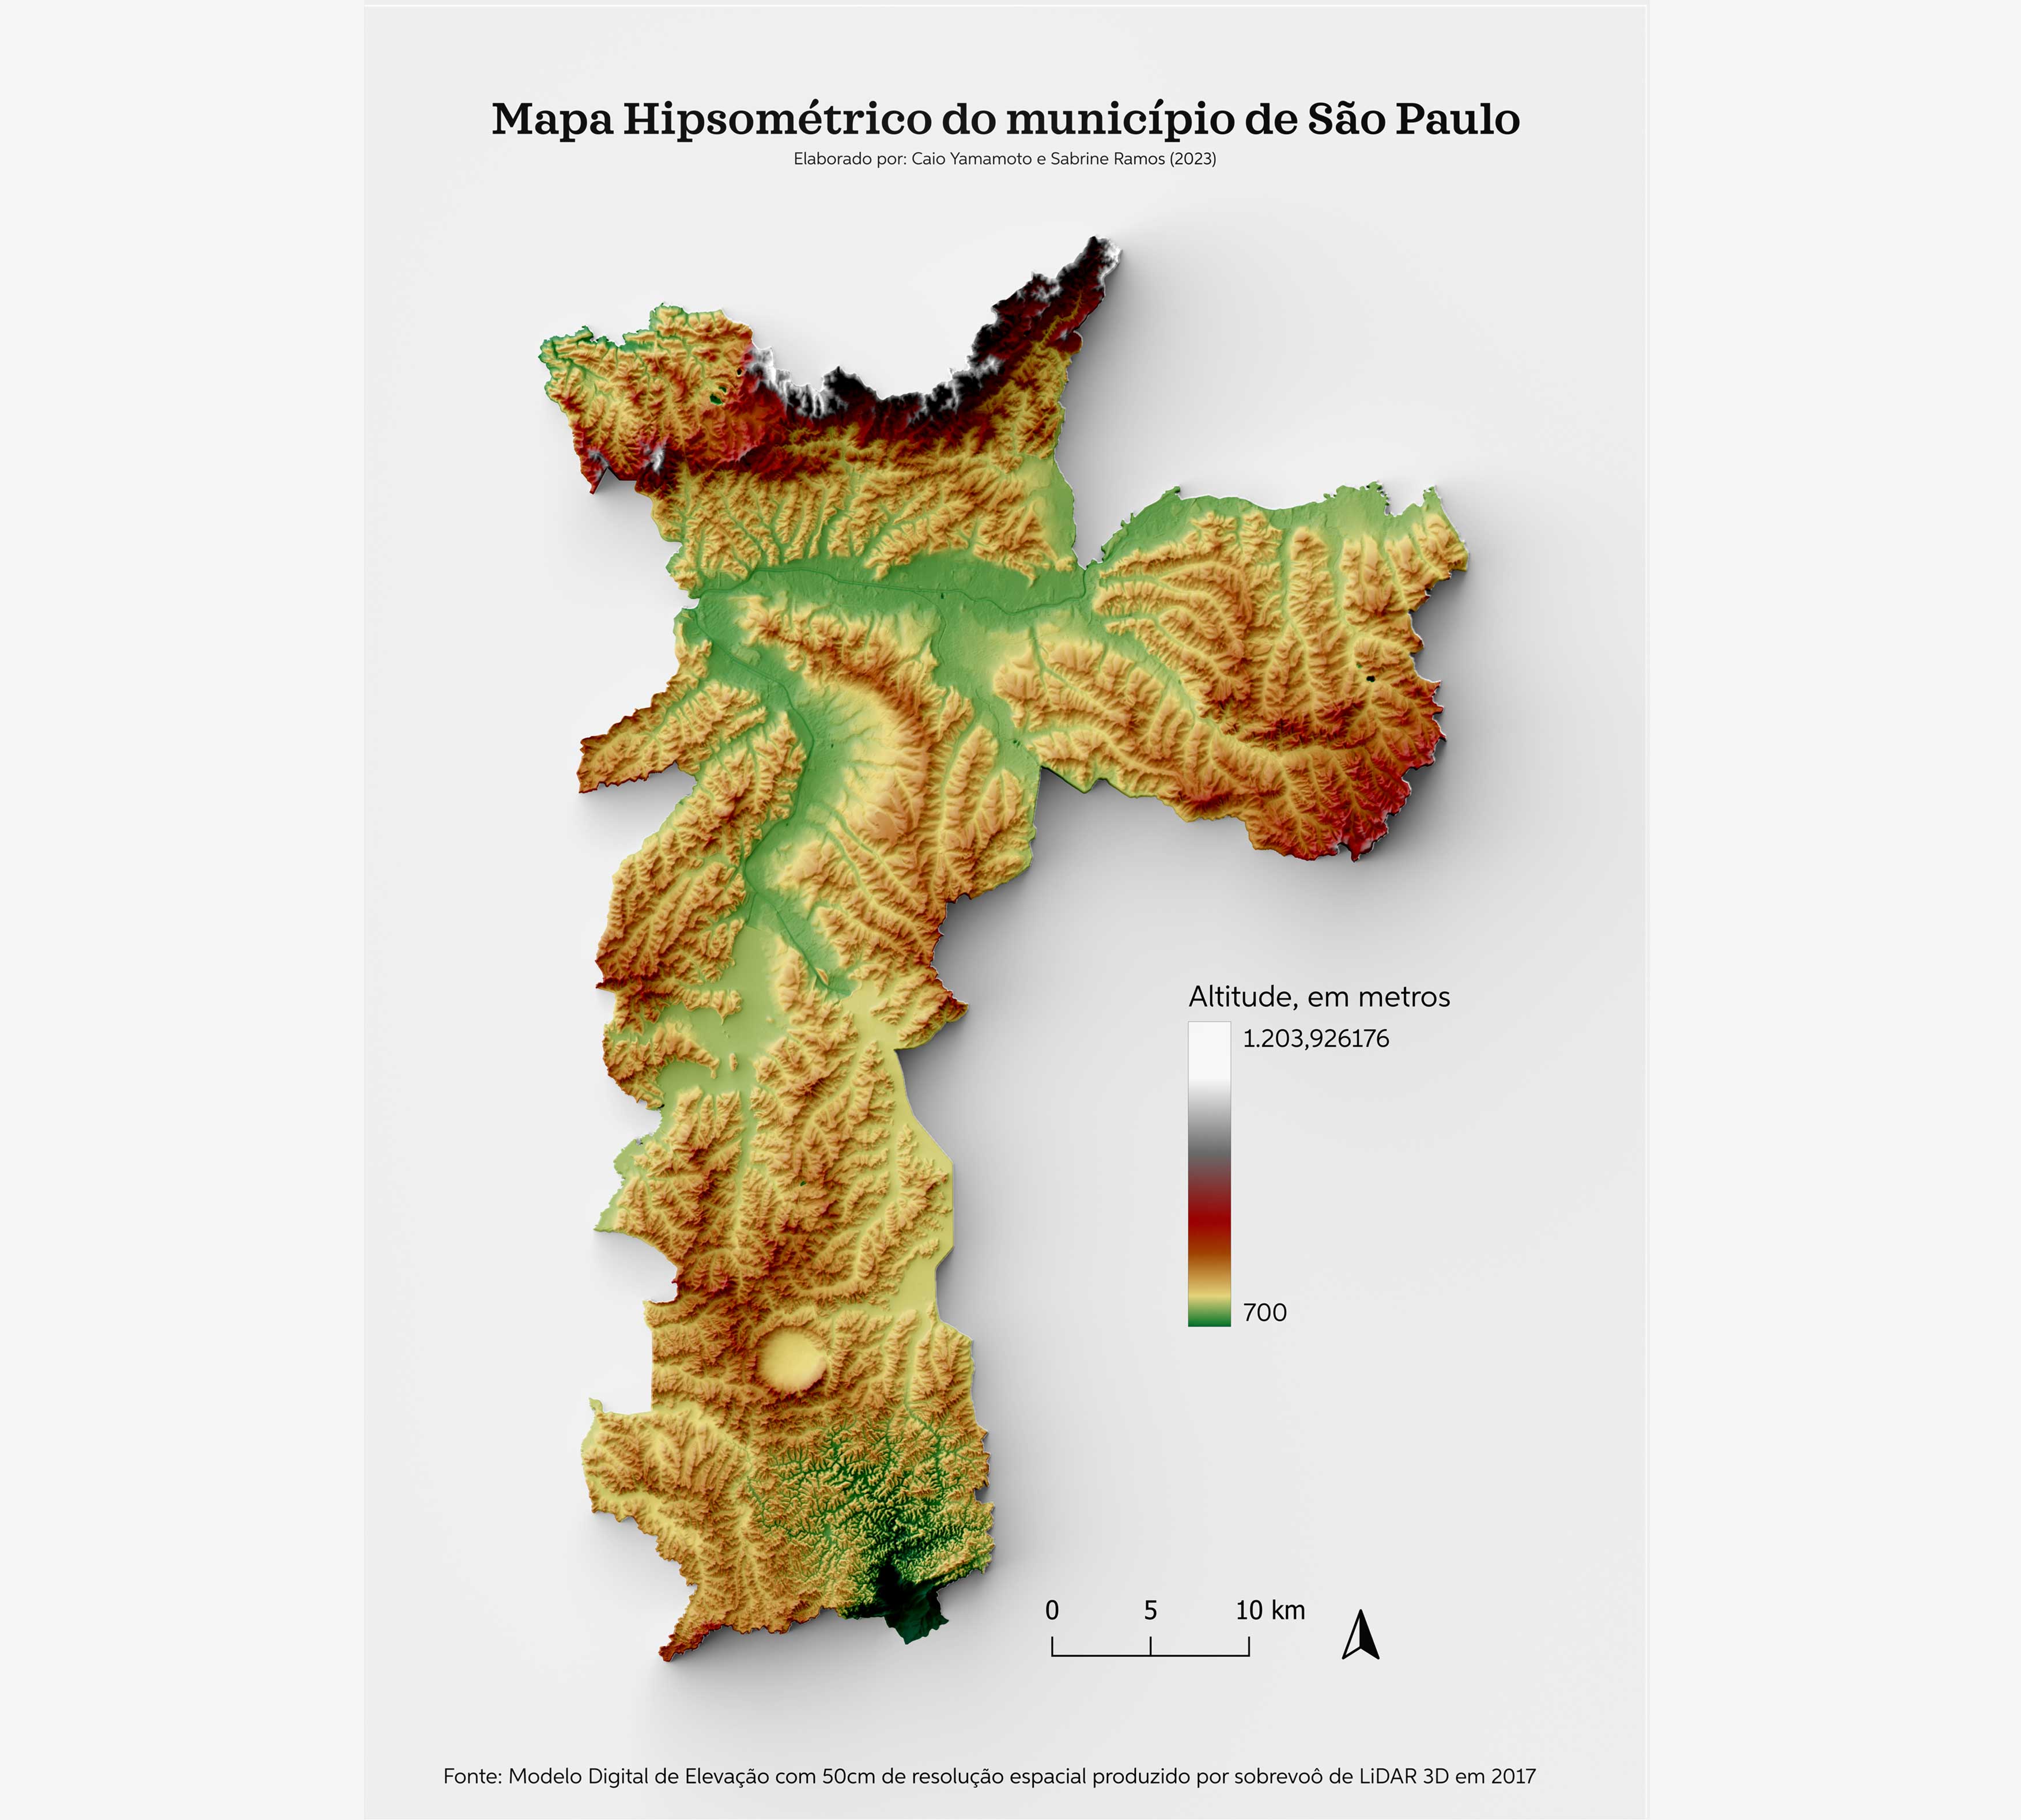 Mapa Hipsométrico do município de São Paulo
Elaborado por: Caio Yamamoto e Sabrine Ramos (2023)
Altitude, em metros
1.203,926176
700
0 5 10 km
Fonte: Modelo Digital de Elevação com 50cm de resolução espacial produzido por sobrevoô de LiDAR 3D em 2017